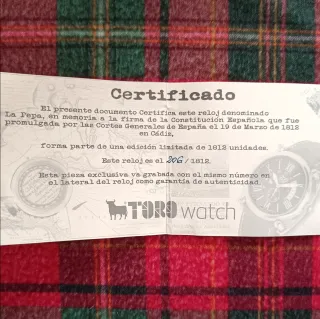 Certificado
El presente documento Certifica este reloj denominado
La Pepa, en memoria a la firma de la Constitución Española que fue
promulgada por las Cortes Generales de España el 19 de Marzo de 1812
en Cádiz,
forma parte de una edición limitada de 1812 unidades.
Este reloj es el 206 / 1812.
Esta pieza exclusiva va grabada con el mismo número en
el lateral del reloj como garantía de autenticidad
TORO watch